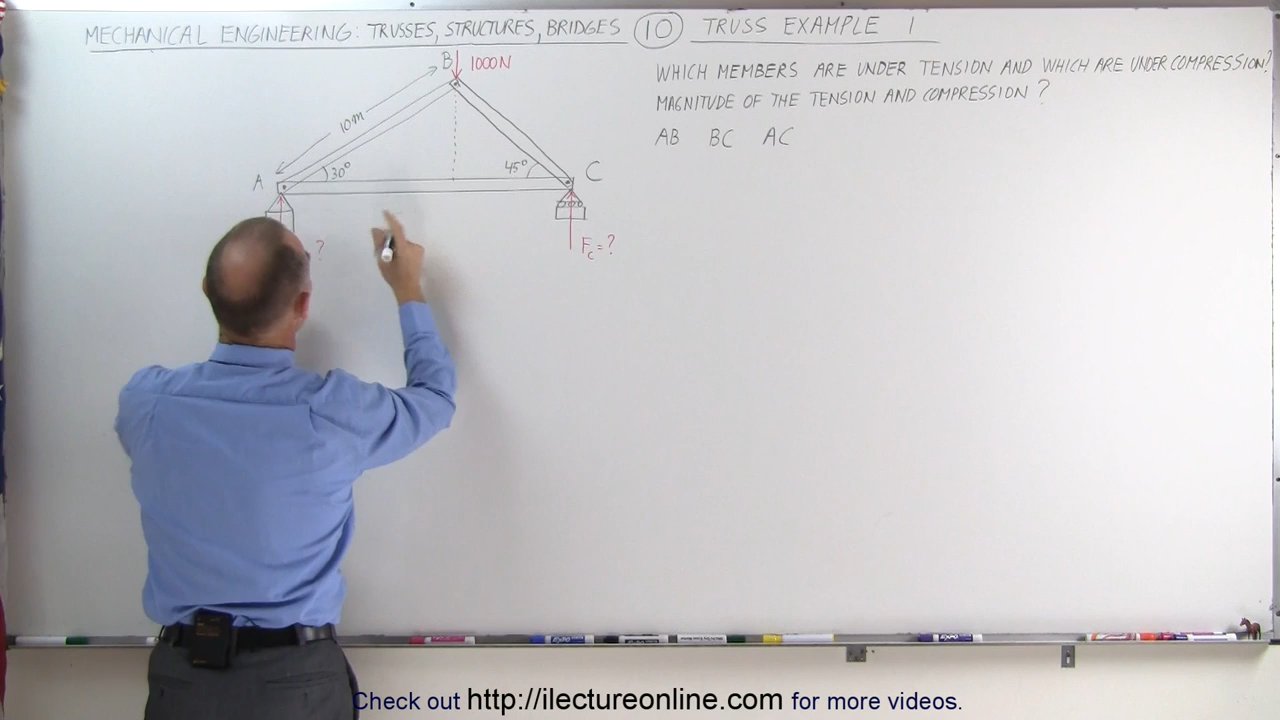 MECHANICAL ENGINEERING: TRUSSES, STRUCTURES, BRIDGES 10 TRUSS EXAMPLE 1
B 1000N
10m
A 30° 45° C
? F_c = ?
WHICH MEMBERS ARE UNDER TENSION AND WHICH ARE UNDER COMPRESSION?
MAGNITUDE OF THE TENSION AND COMPRESSION ?
AB BC AC
Check out http://ilectureonline.com for more videos.